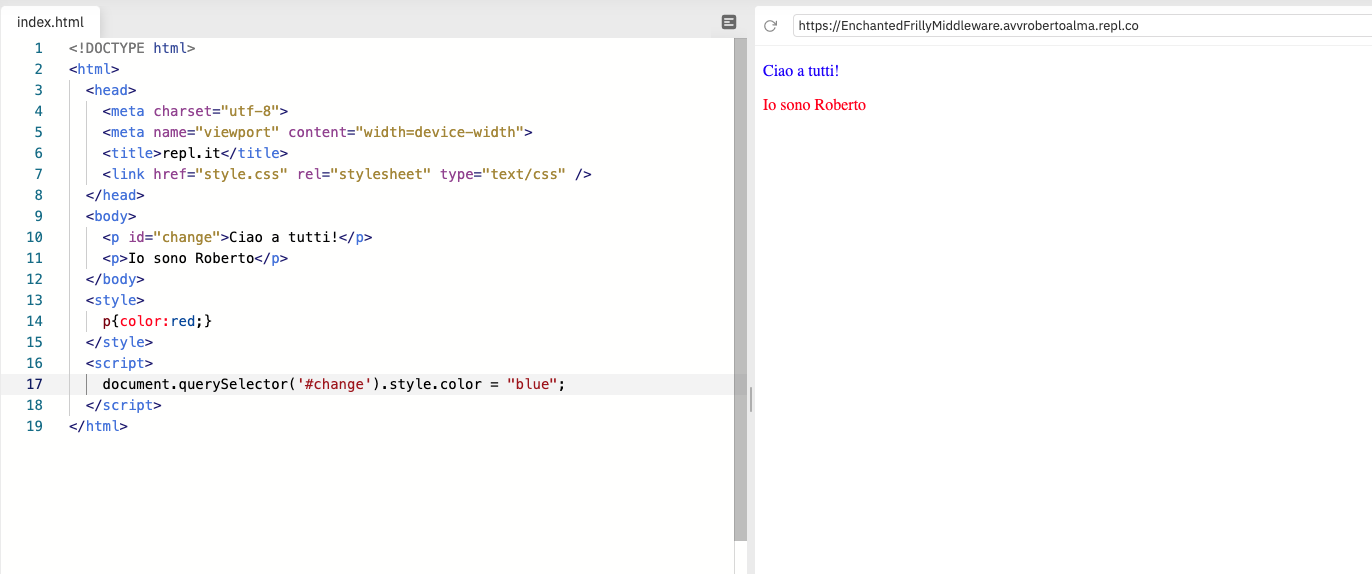 index.html
1 <!DOCTYPE html>
2 <html>
3   <head>
4     <meta charset="utf-8">
5     <meta name="viewport" content="width=device-width">
6     <title>repl.it</title>
7     <link href="style.css" rel="stylesheet" type="text/css" />
8   </head>
9   <body>
10     <p id="change">Ciao a tutti!</p>
11     <p>Io sono Roberto</p>
12   </body>
13   <style>
14     p{color:red;}
15   </style>
16   <script>
17     document.querySelector('#change').style.color = "blue";
18   </script>
19 </html>
https://EnchantedFrillyMiddleware.avvrobertoalma.repl.co
Ciao a tutti!
Io sono Roberto